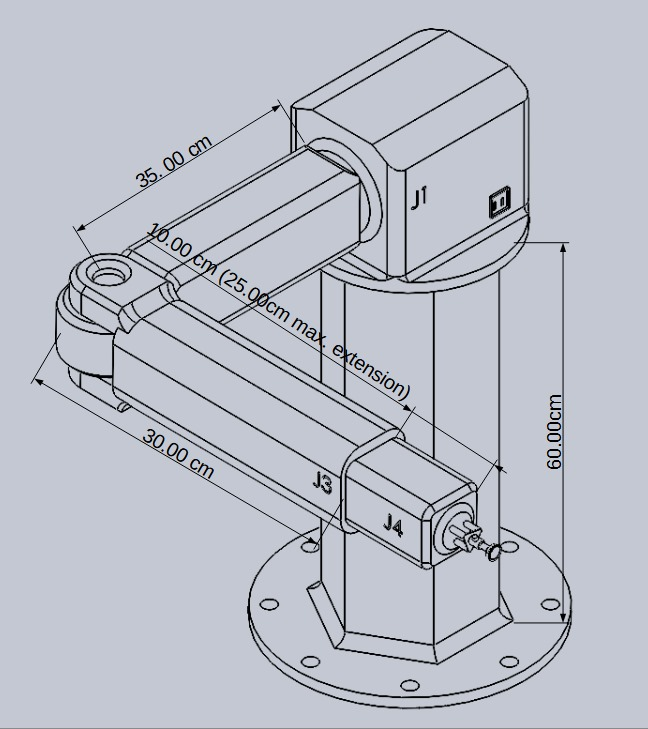 35. 00 cm
J1
10.00 cm (25.00cm max. extension)
60.00cm
30.00 cm
J3
J4